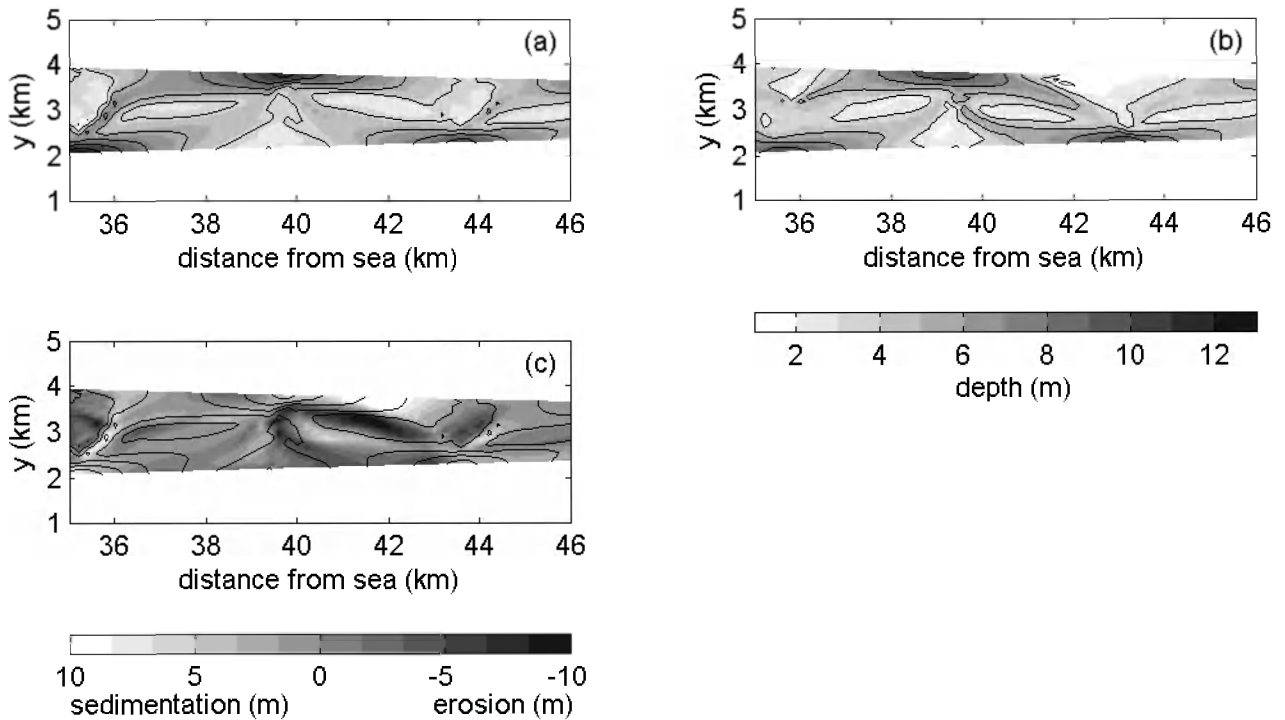 5
(a)
4
y (km)
3
2
1
36 38 40 42 44 46
distance from sea (km)
5
(b)
4
y (km)
3
2
1
36 38 40 42 44 46
distance from sea (km)
2 4 6 8 10 12
depth (m)
5
(c)
4
y (km)
3
2
1
36 38 40 42 44 46
distance from sea (km)
10 5 0 -5 -10
sedimentation (m) erosion (m)